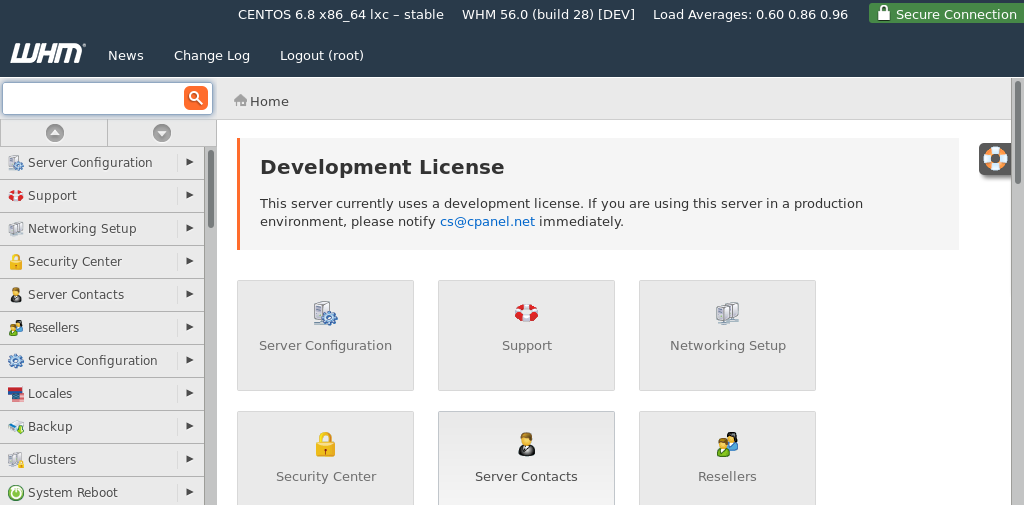 CENTOS 6.8 x86_64 lxc – stable WHM 56.0 (build 28) [DEV] Load Averages: 0.60 0.86 0.96 Secure Connection
WHM News Change Log Logout (root)
Home
Development License
This server currently uses a development license. If you are using this server in a production
environment, please notify cs@cpanel.net immediately.
Server Configuration
Support
Networking Setup
Security Center
Server Contacts
Resellers
Service Configuration
Locales
Backup
Clusters
System Reboot
Server Configuration Support Networking Setup
Security Center Server Contacts Resellers